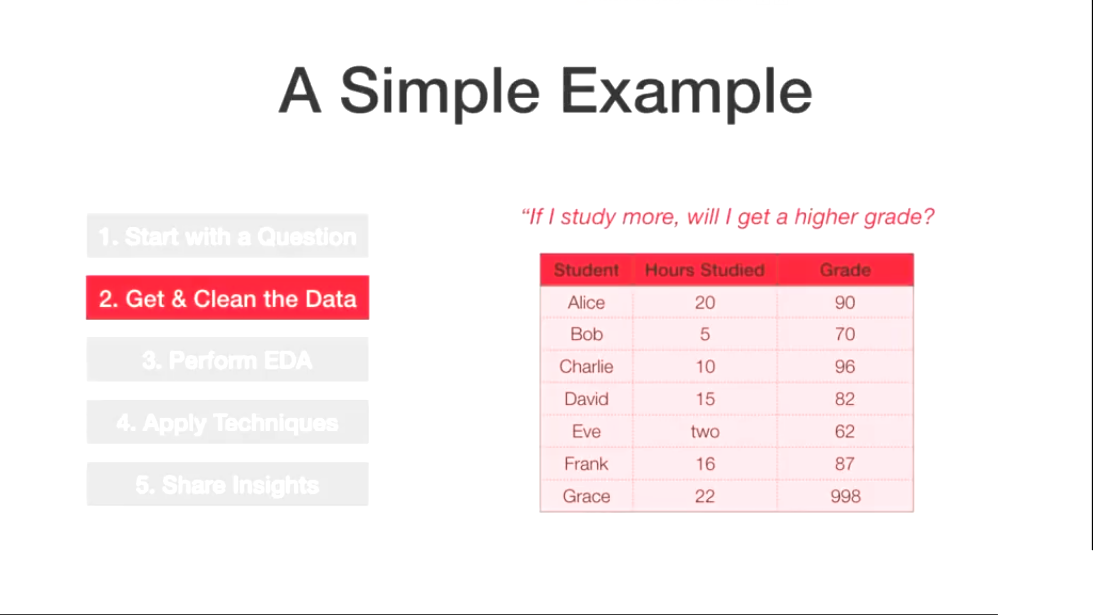 A Simple Example
1. Start with a Question
2. Get & Clean the Data
3. Perform EDA
4. Apply Techniques
5. Share Insights
“If I study more, will I get a higher grade?
Student Hours Studied Grade
Alice 20 90
Bob 5 70
Charlie 10 96
David 15 82
Eve two 62
Frank 16 87
Grace 22 998